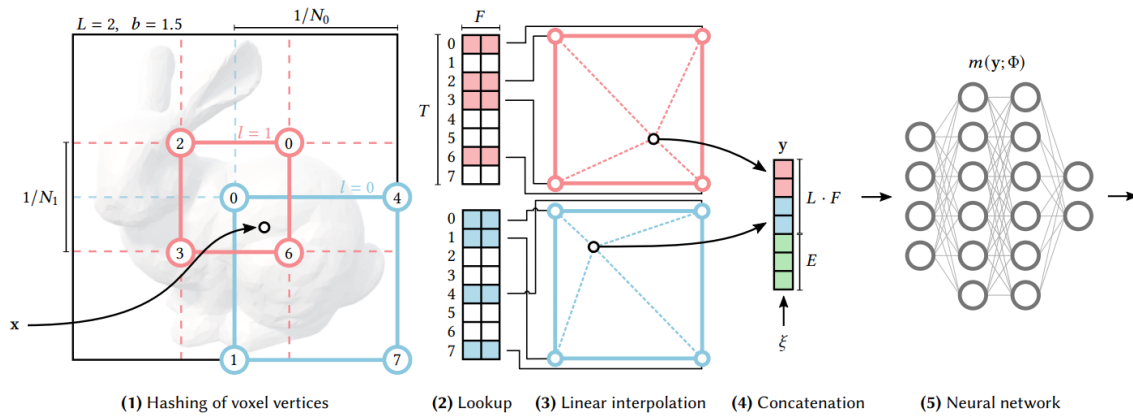 L = 2, b = 1.5
1/N₀
l = 1
2
0
1/N₁
l = 0
0
4
3
6
x
1
7
(1) Hashing of voxel vertices
F
T
0
1
2
3
4
5
6
7
0
1
2
3
4
5
6
7
(2) Lookup
(3) Linear interpolation
y
L · F
E
ξ
(4) Concatenation
m(y; Φ)
(5) Neural network